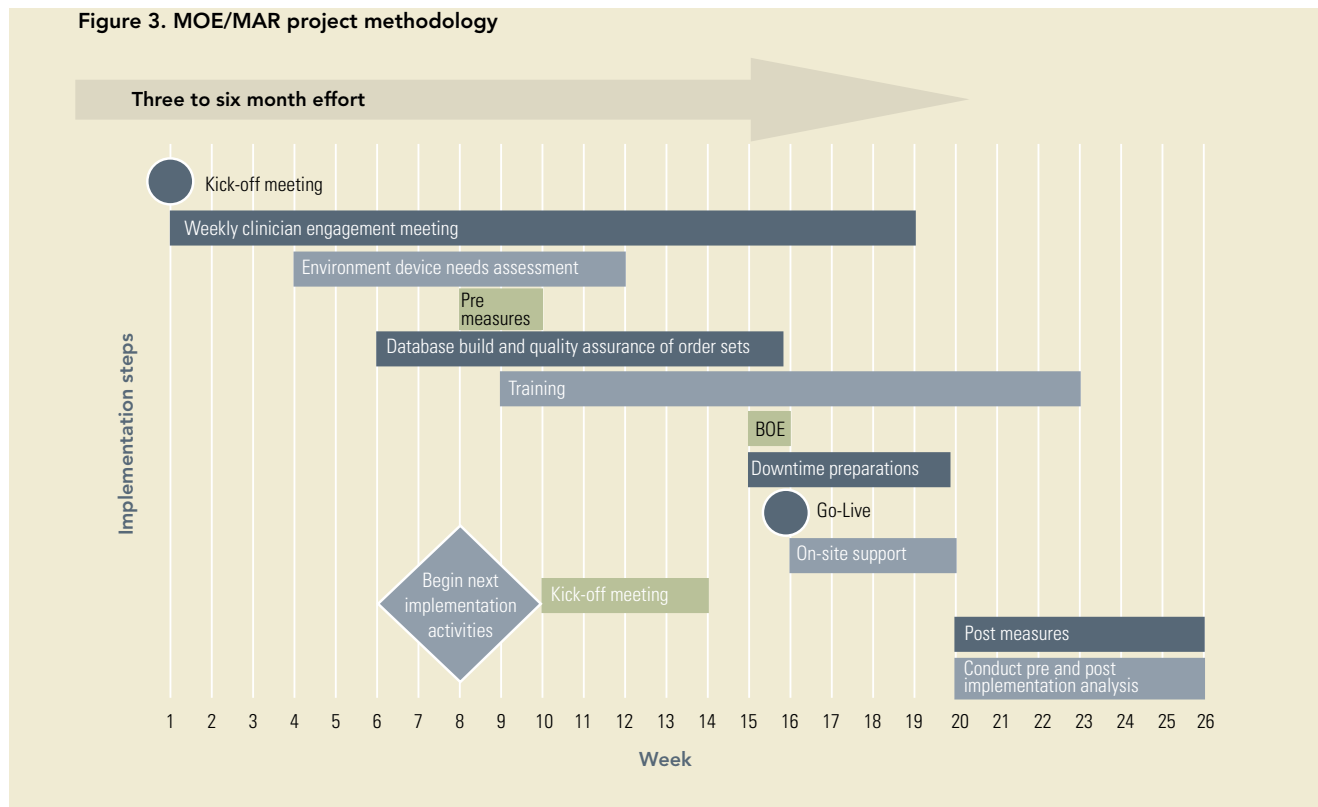 Figure 3. MOE/MAR project methodology
Three to six month effort
Kick-off meeting
Weekly clinician engagement meeting
Environment device needs assessment
Pre
measures
Database build and quality assurance of order sets
Training
BOE
Downtime preparations
Go-Live
On-site support
Begin next
implementation
activities
Kick-off meeting
Post measures
Conduct pre and post
implementation analysis
Implementation steps
1 2 3 4 5 6 7 8 9 10 11 12 13 14 15 16 17 18 19 20 21 22 23 24 25 26
Week